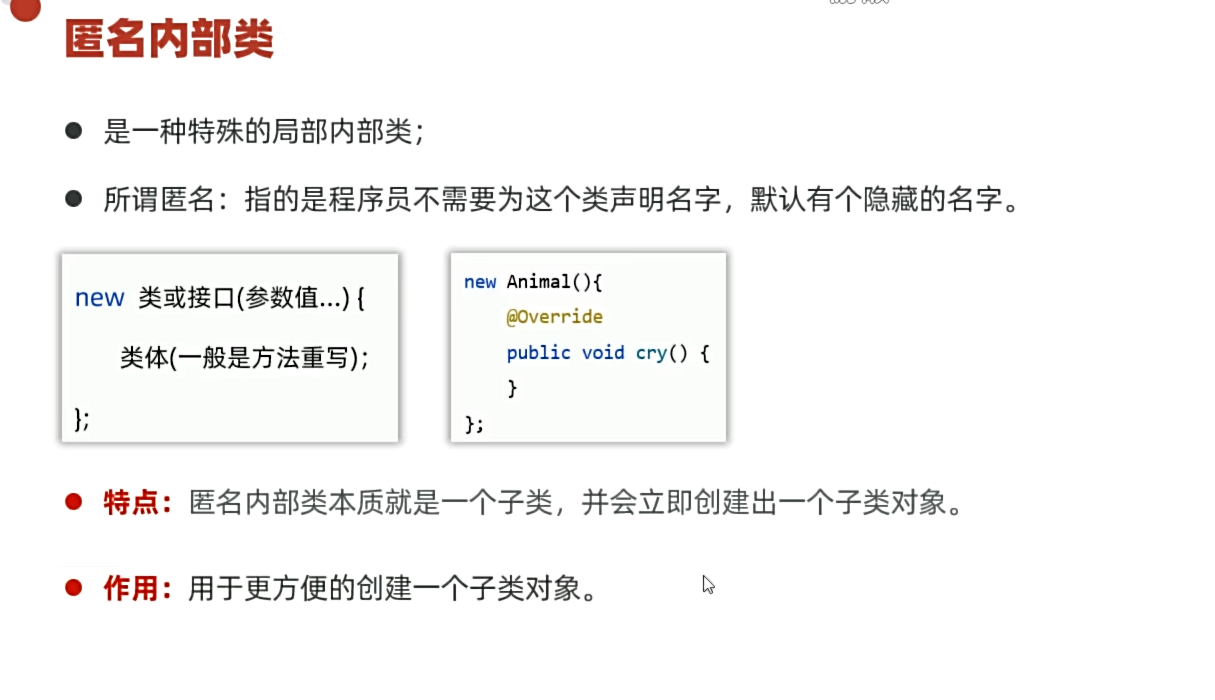 匿名内部类
是一种特殊的局部内部类;
所谓匿名：指的是程序员不需要为这个类声明名字，默认有个隐藏的名字。
new 类或接口(参数值...) {
类体(一般是方法重写);
};
new Animal(){
@Override
public void cry() {
}
};
特点：匿名内部类本质就是一个子类，并会立即创建出一个子类对象。
作用：用于更方便的创建一个子类对象。